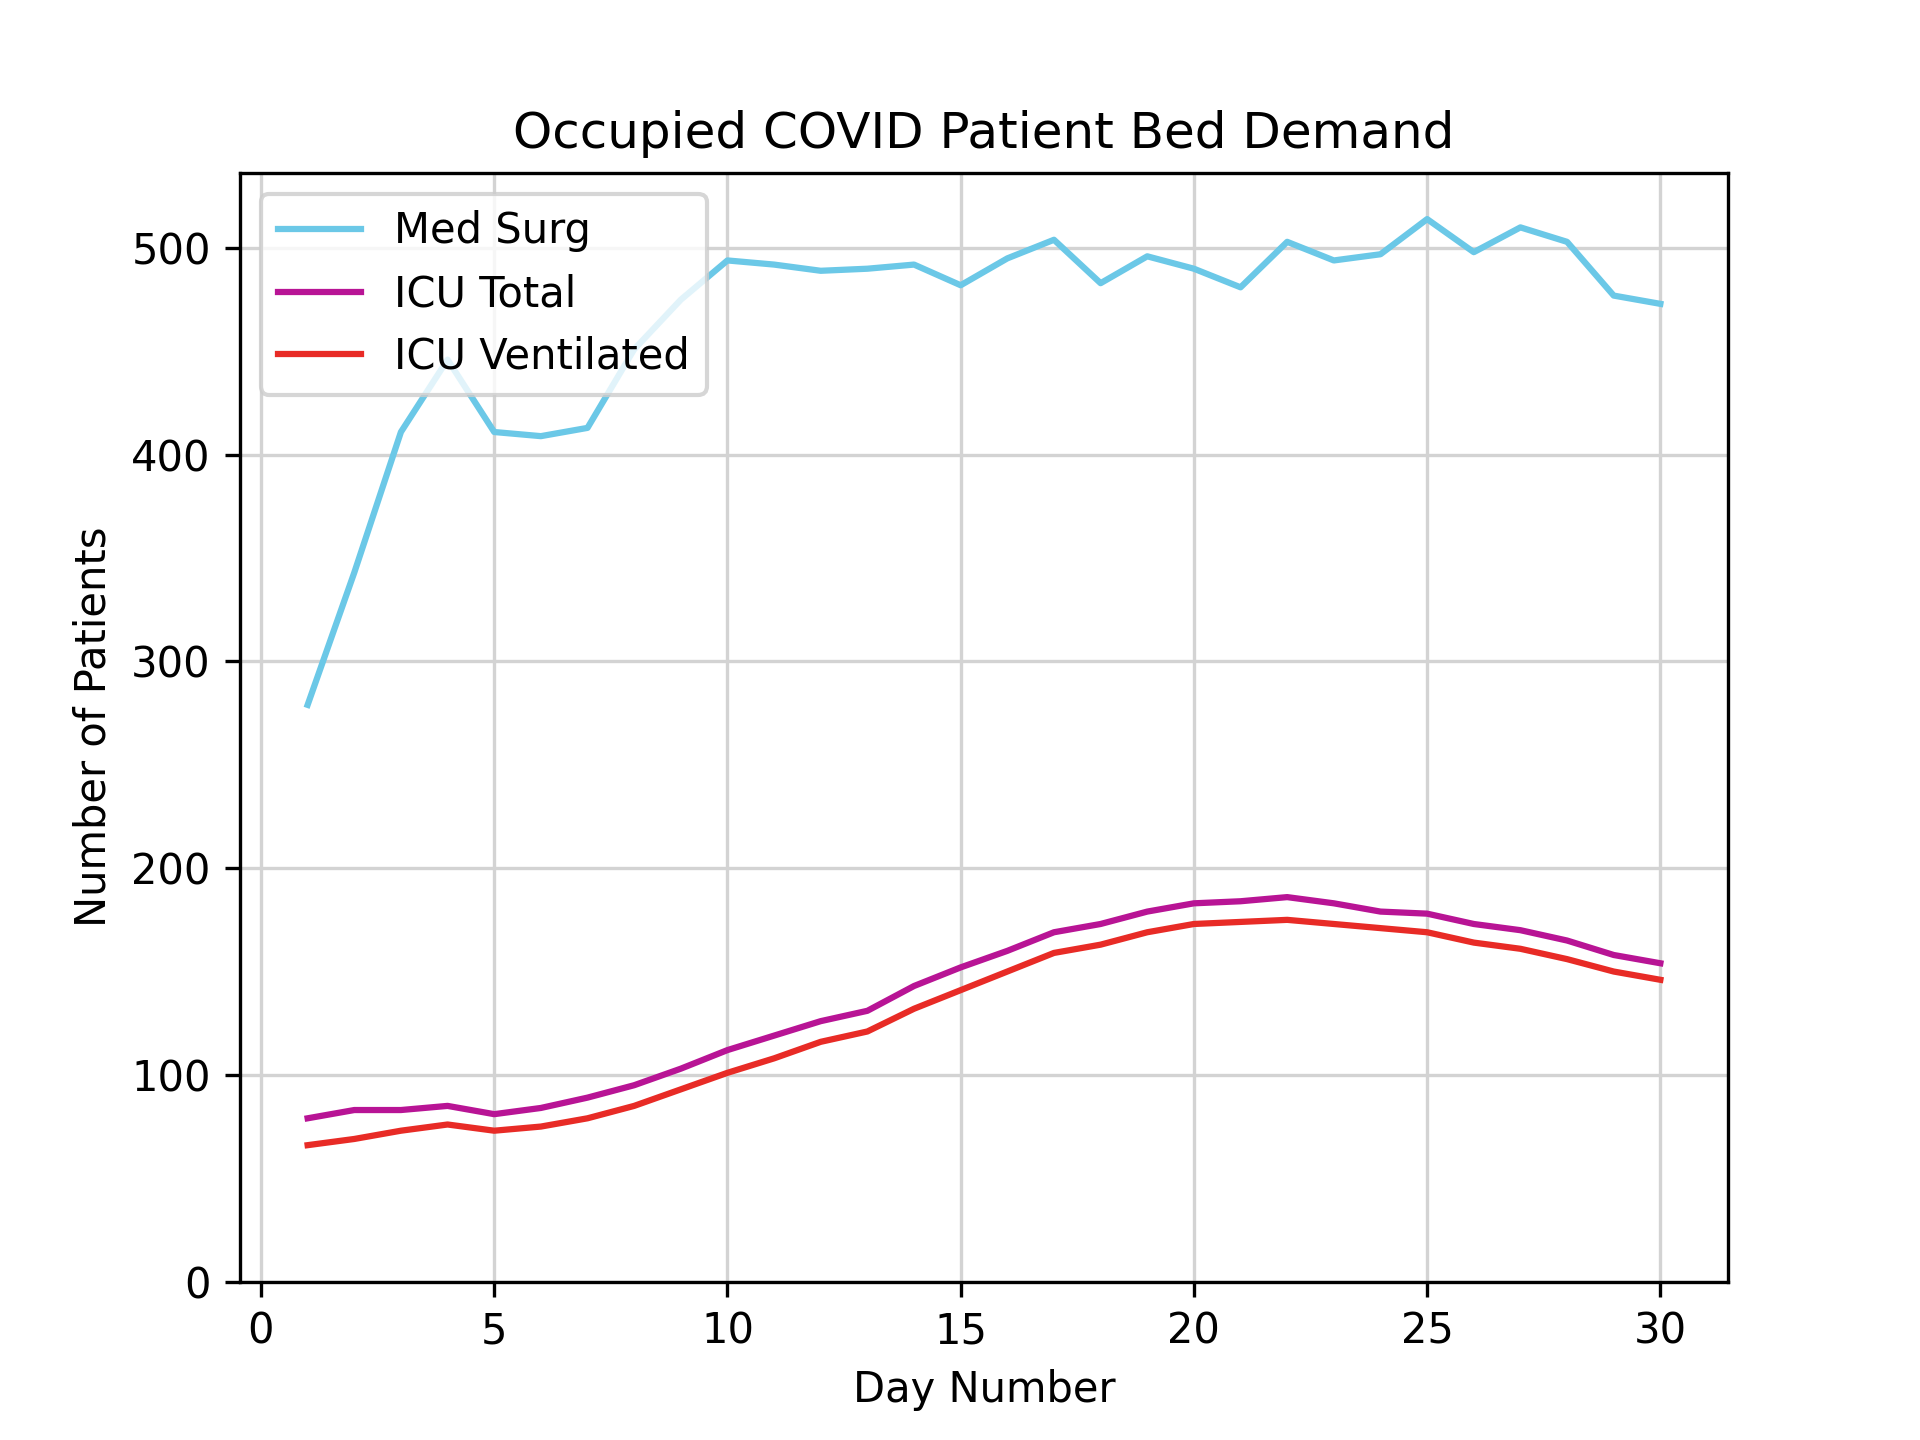 Occupied COVID Patient Bed Demand
Med Surg
ICU Total
ICU Ventilated
Number of Patients
500
400
300
200
100
0
0 5 10 15 20 25 30
Day Number